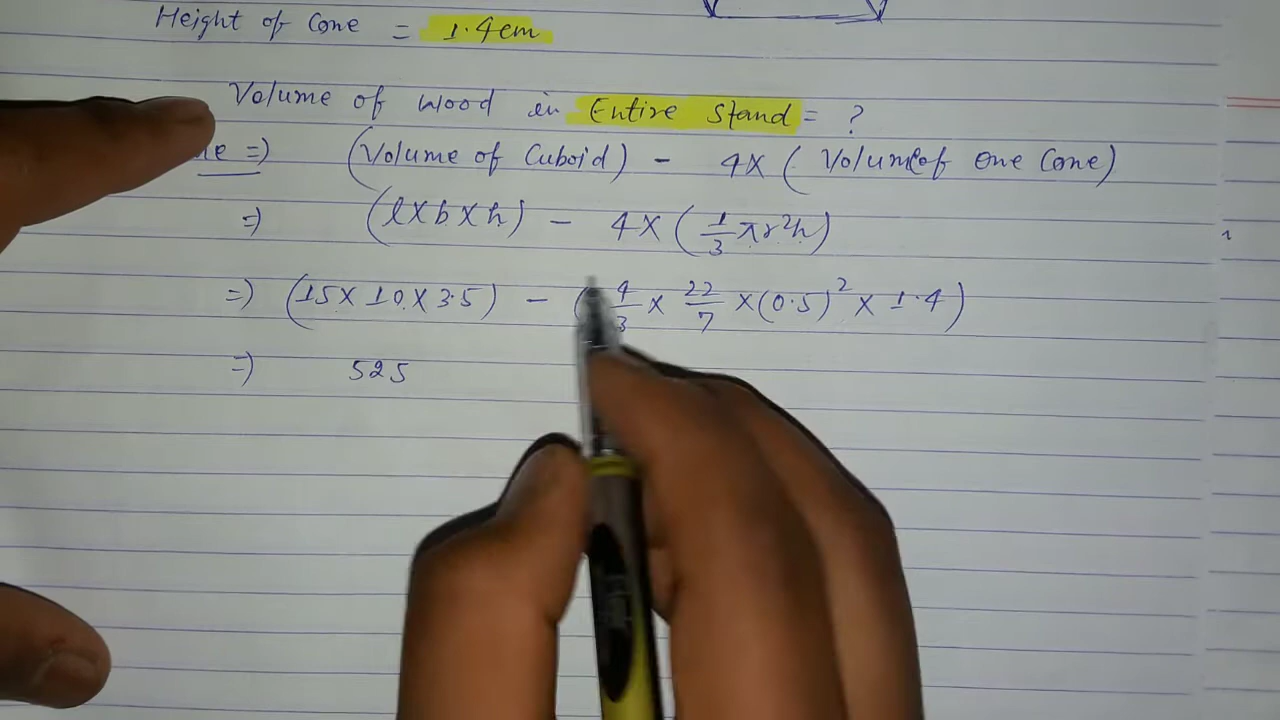 Height of Cone = 1.4cm
Volume of wood in Entire Stand = ?
=) (Volume of Cuboid) - 4x (Volume of One Cone)
=) (l×b×h) - 4× (1/3 πr²h)
=) (15× 10×3.5) - (4/3 × 22/7 ×(0.5)² × 1.4)
=) 525